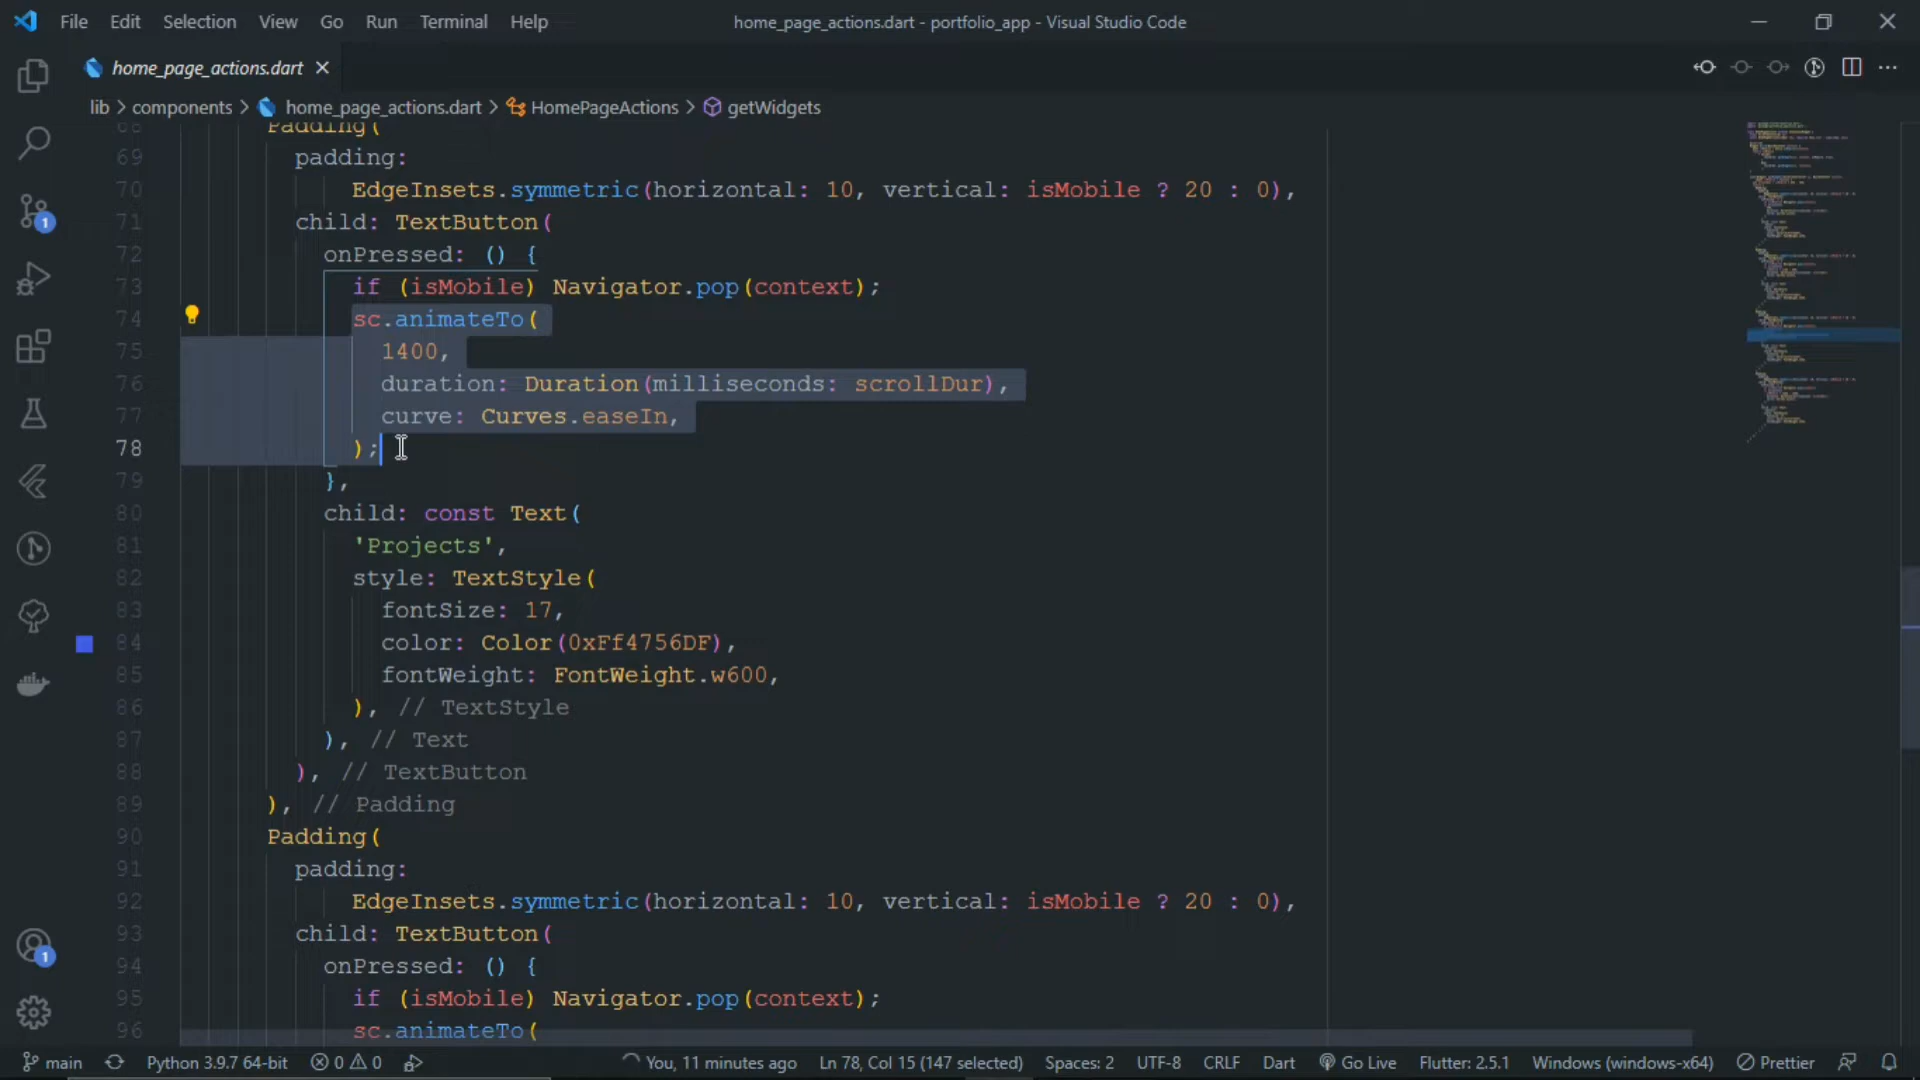 File Edit Selection View Go Run Terminal Help home_page_actions.dart - portfolio_app - Visual Studio Code
home_page_actions.dart
lib > components > home_page_actions.dart > HomePageActions > getWidgets
68 Padding(
69 padding:
70 EdgeInsets.symmetric(horizontal: 10, vertical: isMobile ? 20 : 0),
71 child: TextButton(
72 onPressed: () {
73 if (isMobile) Navigator.pop(context);
74 sc.animateTo(
75 1400,
76 duration: Duration(milliseconds: scrollDur),
77 curve: Curves.easeIn,
78 );
79 },
80 child: const Text(
81 'Projects',
82 style: TextStyle(
83 fontSize: 17,
84 color: Color(0xFf4756DF),
85 fontWeight: FontWeight.w600,
86 ), // TextStyle
87 ), // Text
88 ), // TextButton
89 ), // Padding
90 Padding(
91 padding:
92 EdgeInsets.symmetric(horizontal: 10, vertical: isMobile ? 20 : 0),
93 child: TextButton(
94 onPressed: () {
95 if (isMobile) Navigator.pop(context);
96 sc.animateTo(
1
1
main Python 3.9.7 64-bit 0 0 You, 11 minutes ago Ln 78, Col 15 (147 selected) Spaces: 2 UTF-8 CRLF Dart Go Live Flutter: 2.5.1 Windows (windows-x64) Prettier